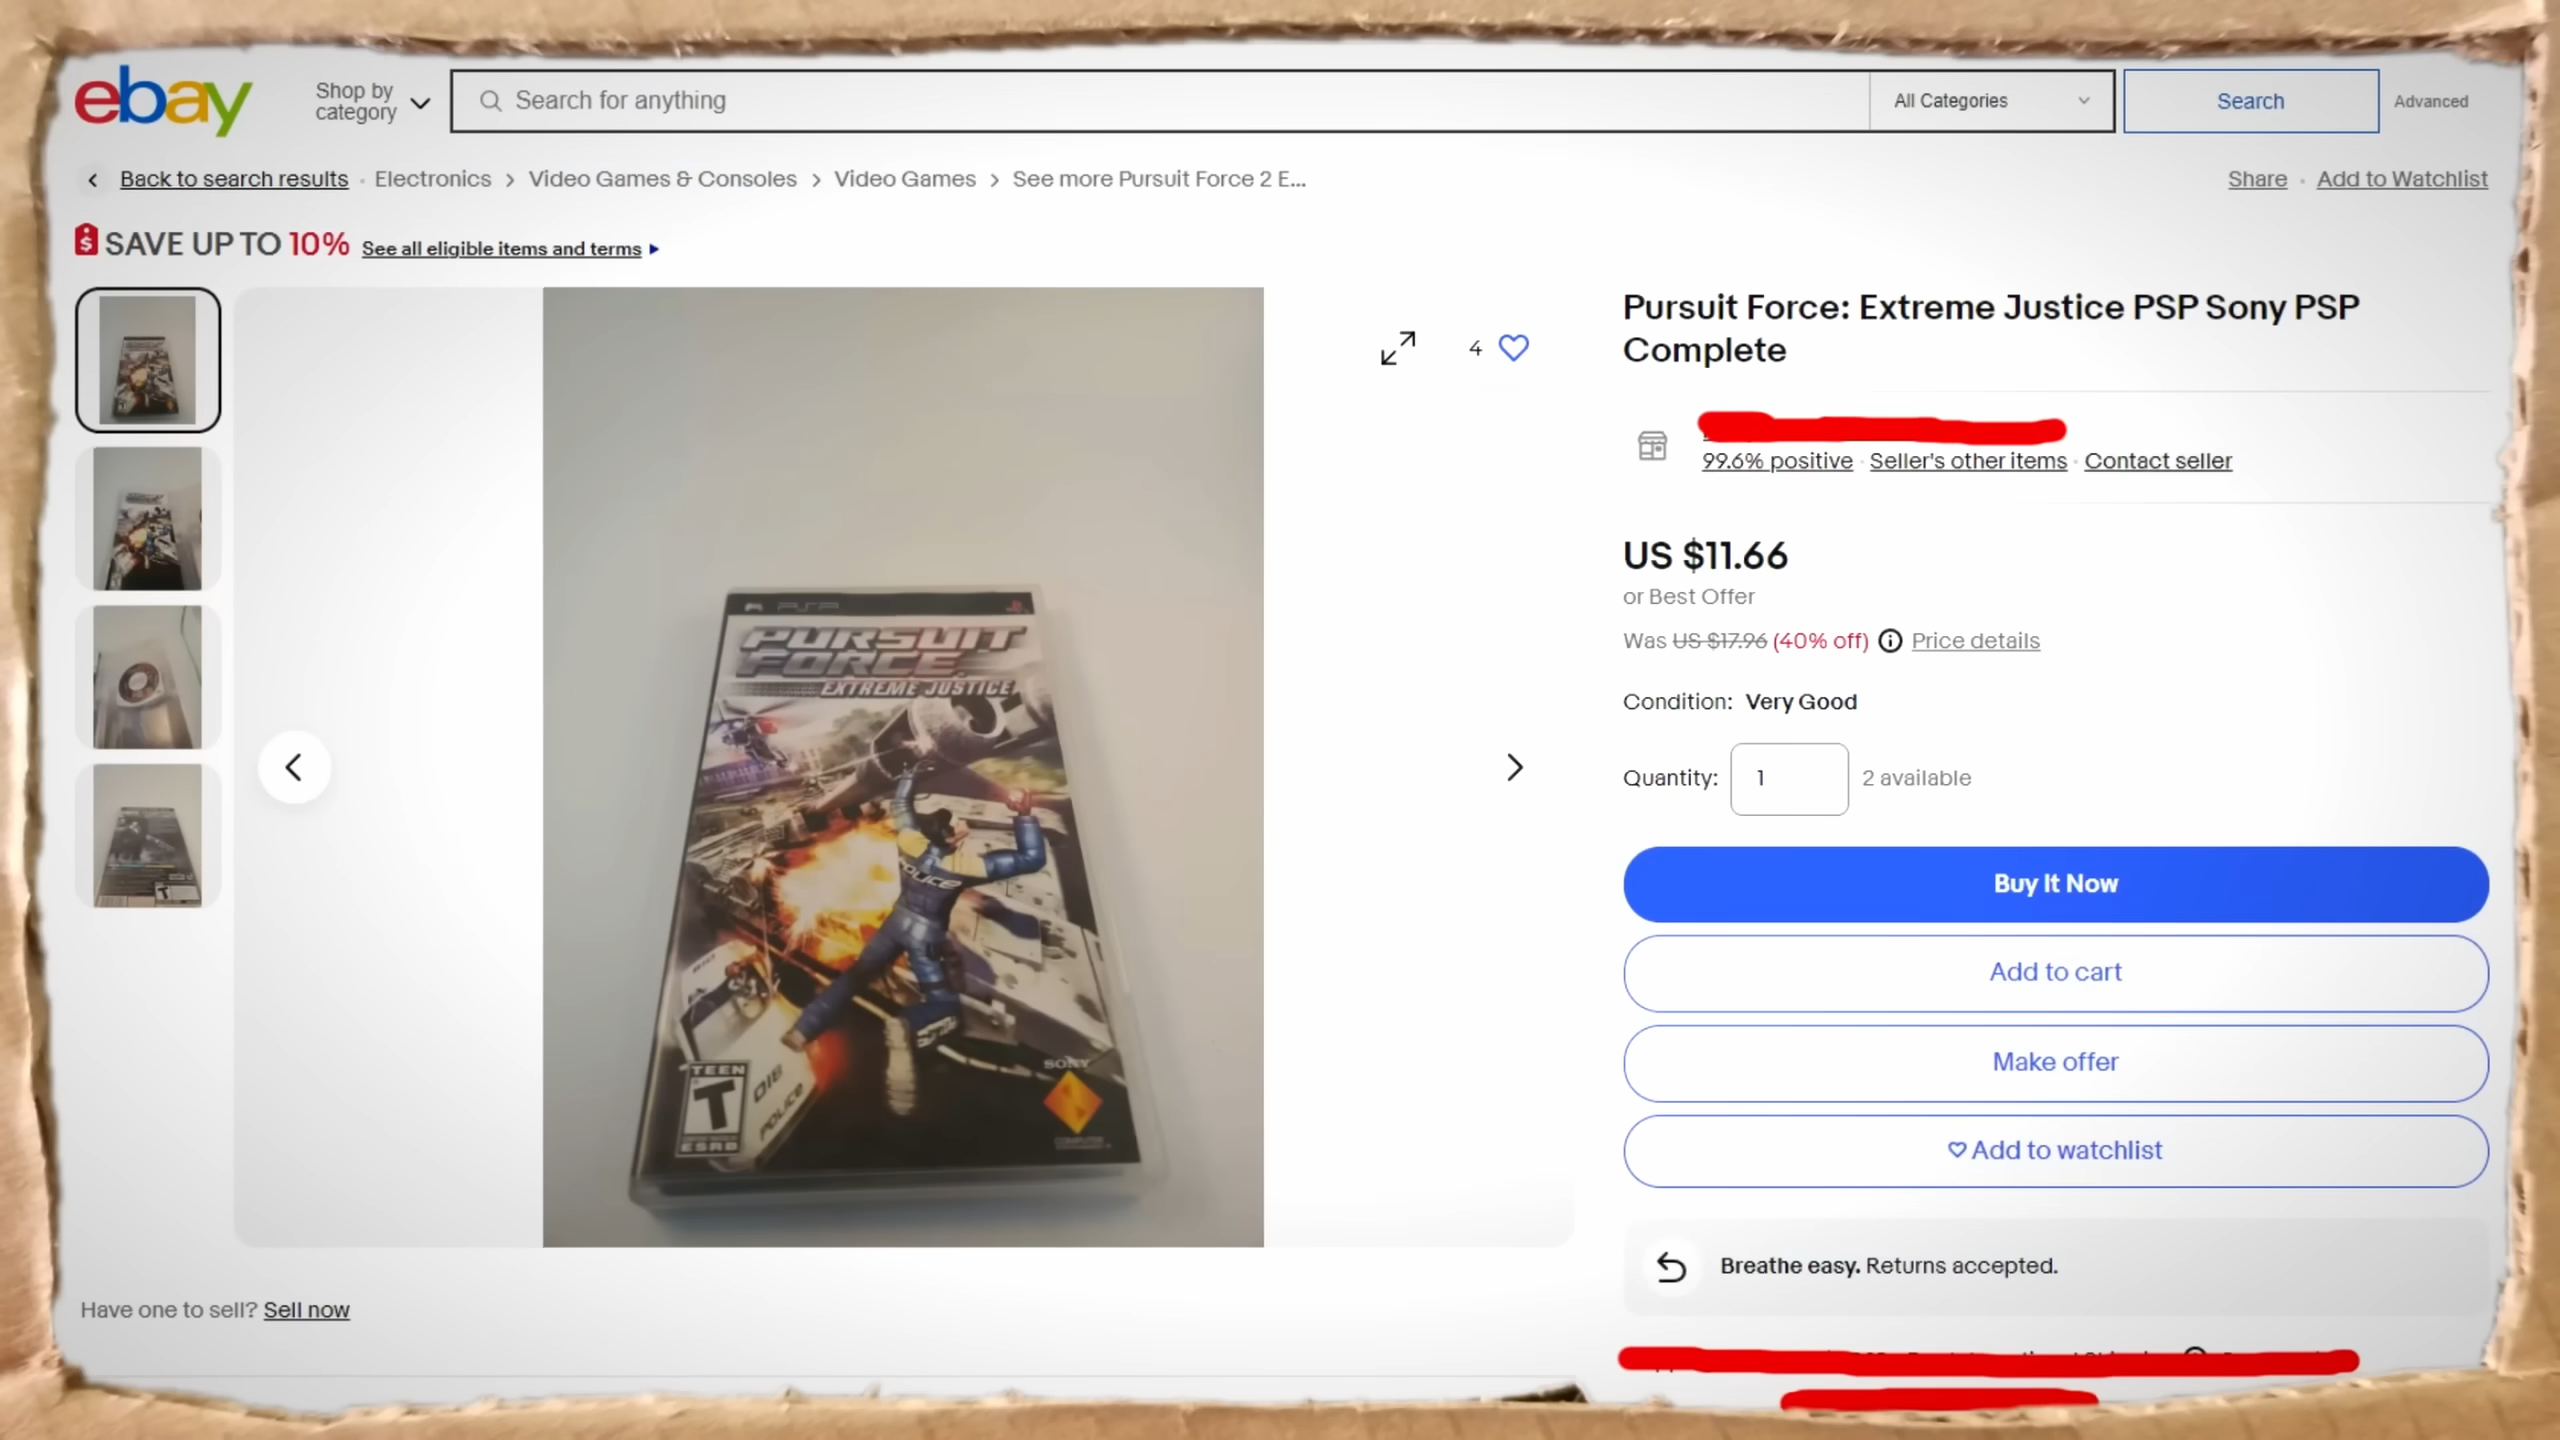 ebay
Shop by
category
Search for anything
All Categories
Search
Advanced
Back to search results
Electronics
Video Games & Consoles
Video Games
See more Pursuit Force 2 E...
Share
Add to Watchlist
SAVE UP TO 10% See all eligible items and terms
4
PSP
PURSUIT
FORCE
EXTREME JUSTICE
POLICE
TEEN
T
ESRB
POLICE
SONY
COMPUTER
Pursuit Force: Extreme Justice PSP Sony PSP
Complete
99.6% positive · Seller's other items · Contact seller
US $11.66
or Best Offer
Was US $17.96 (40% off) Price details
Condition: Very Good
Quantity: 1 2 available
Buy It Now
Add to cart
Make offer
Add to watchlist
Breathe easy. Returns accepted.
Have one to sell? Sell now